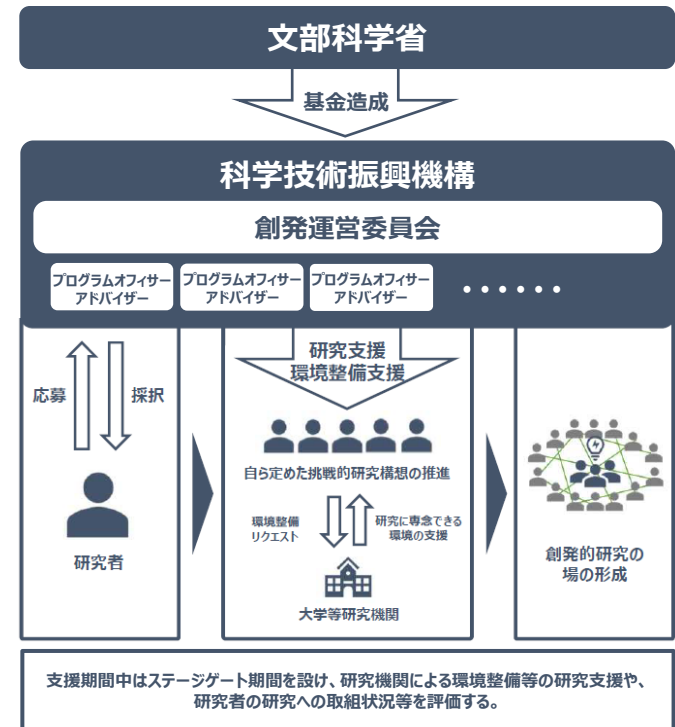 文部科学省
基金造成
科学技術振興機構
創発運営委員会
プログラムオフィサー
アドバイザー
プログラムオフィサー
アドバイザー
プログラムオフィサー
アドバイザー
・・・・・・
応募
採択
研究者
研究支援
環境整備支援
自ら定めた挑戦的研究構想の推進
環境整備
リクエスト
研究に専念できる
環境の支援
大学等研究機関
創発的研究の
場の形成
支援期間中はステージゲート期間を設け、研究機関による環境整備等の研究支援や、
研究者の研究への取組状況等を評価する。